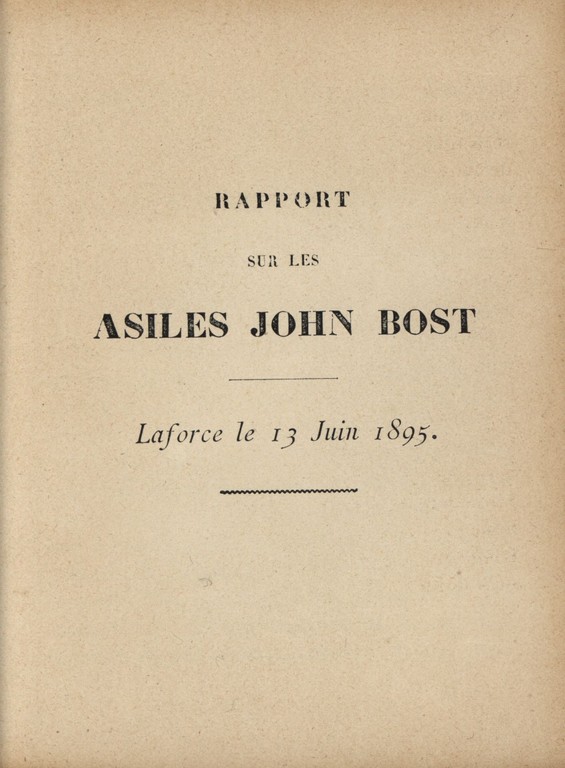 RAPPORT
SUR LES
ASILES JOHN BOST
Laforce le 13 Juin 1895.